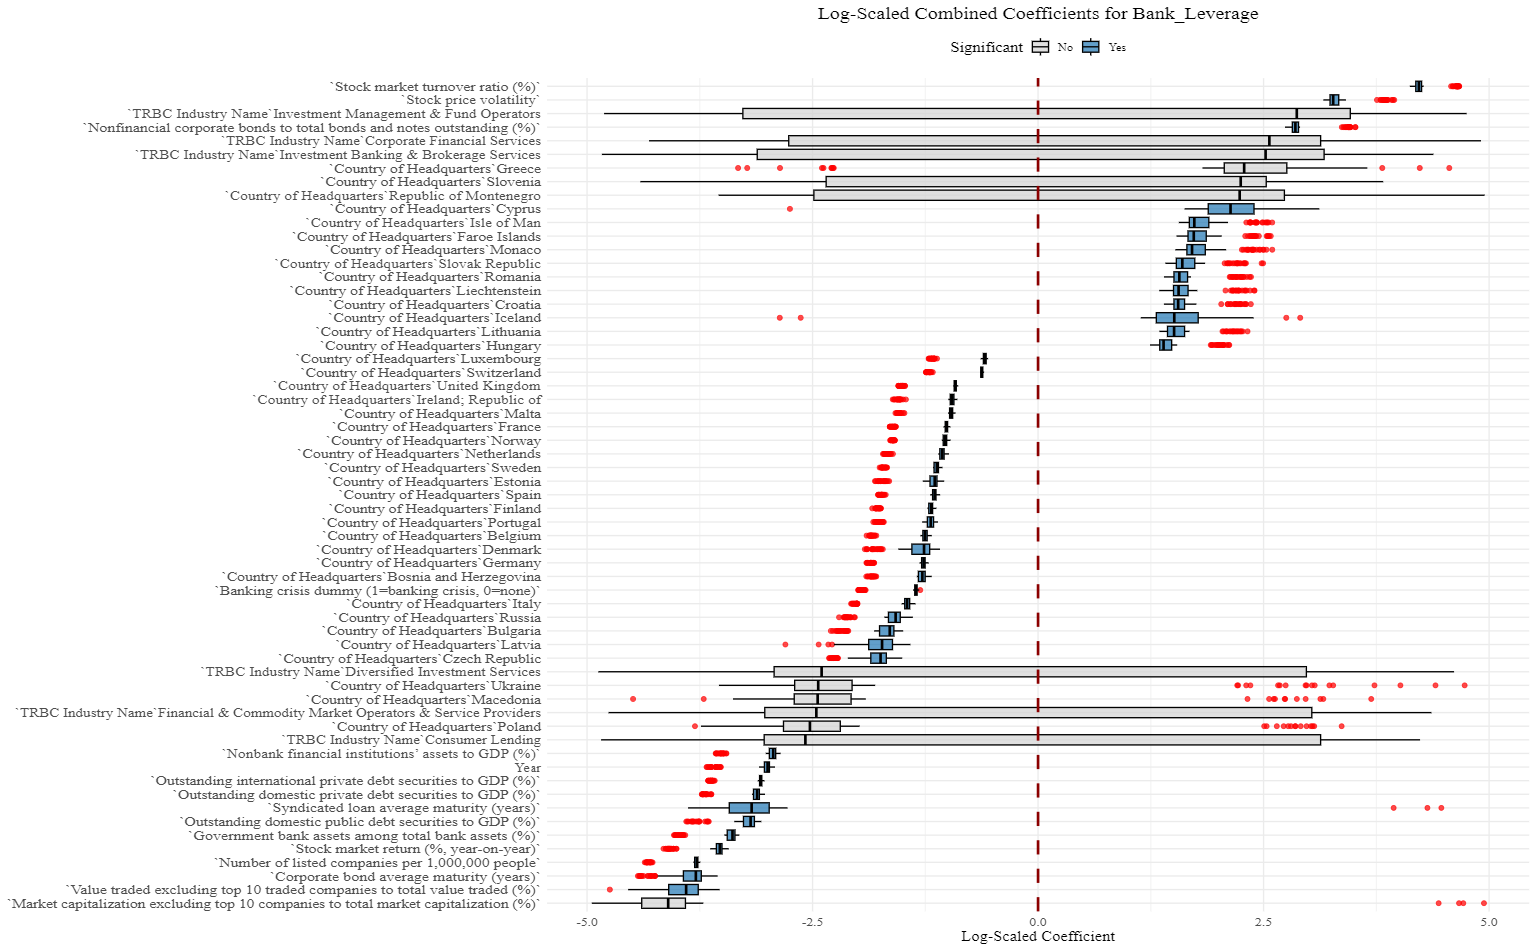 Log-Scaled Combined Coefficients for Bank_Leverage
Significant No Yes
`Stock market turnover ratio (%)`
`Stock price volatility`
`TRBC Industry Name`Investment Management & Fund Operators
`Nonfinancial corporate bonds to total bonds and notes outstanding (%)`
`TRBC Industry Name`Corporate Financial Services
`TRBC Industry Name`Investment Banking & Brokerage Services
`Country of Headquarters`Greece
`Country of Headquarters`Slovenia
`Country of Headquarters`Republic of Montenegro
`Country of Headquarters`Cyprus
`Country of Headquarters`Isle of Man
`Country of Headquarters`Faroe Islands
`Country of Headquarters`Monaco
`Country of Headquarters`Slovak Republic
`Country of Headquarters`Romania
`Country of Headquarters`Liechtenstein
`Country of Headquarters`Croatia
`Country of Headquarters`Iceland
`Country of Headquarters`Lithuania
`Country of Headquarters`Hungary
`Country of Headquarters`Luxembourg
`Country of Headquarters`Switzerland
`Country of Headquarters`United Kingdom
`Country of Headquarters`Ireland; Republic of
`Country of Headquarters`Malta
`Country of Headquarters`France
`Country of Headquarters`Norway
`Country of Headquarters`Netherlands
`Country of Headquarters`Sweden
`Country of Headquarters`Estonia
`Country of Headquarters`Spain
`Country of Headquarters`Finland
`Country of Headquarters`Portugal
`Country of Headquarters`Belgium
`Country of Headquarters`Denmark
`Country of Headquarters`Germany
`Country of Headquarters`Bosnia and Herzegovina
`Banking crisis dummy (1=banking crisis, 0=none)`
`Country of Headquarters`Italy
`Country of Headquarters`Russia
`Country of Headquarters`Bulgaria
`Country of Headquarters`Latvia
`Country of Headquarters`Czech Republic
`TRBC Industry Name`Diversified Investment Services
`Country of Headquarters`Ukraine
`Country of Headquarters`Macedonia
`TRBC Industry Name`Financial & Commodity Market Operators & Service Providers
`Country of Headquarters`Poland
`TRBC Industry Name`Consumer Lending
`Nonbank financial institutions’ assets to GDP (%)`
Year
`Outstanding international private debt securities to GDP (%)`
`Outstanding domestic private debt securities to GDP (%)`
`Syndicated loan average maturity (years)`
`Outstanding domestic public debt securities to GDP (%)`
`Government bank assets among total bank assets (%)`
`Stock market return (%, year-on-year)`
`Number of listed companies per 1,000,000 people`
`Corporate bond average maturity (years)`
`Value traded excluding top 10 traded companies to total value traded (%)`
`Market capitalization excluding top 10 companies to total market capitalization (%)`
-5.0 -2.5 0.0 2.5 5.0
Log-Scaled Coefficient